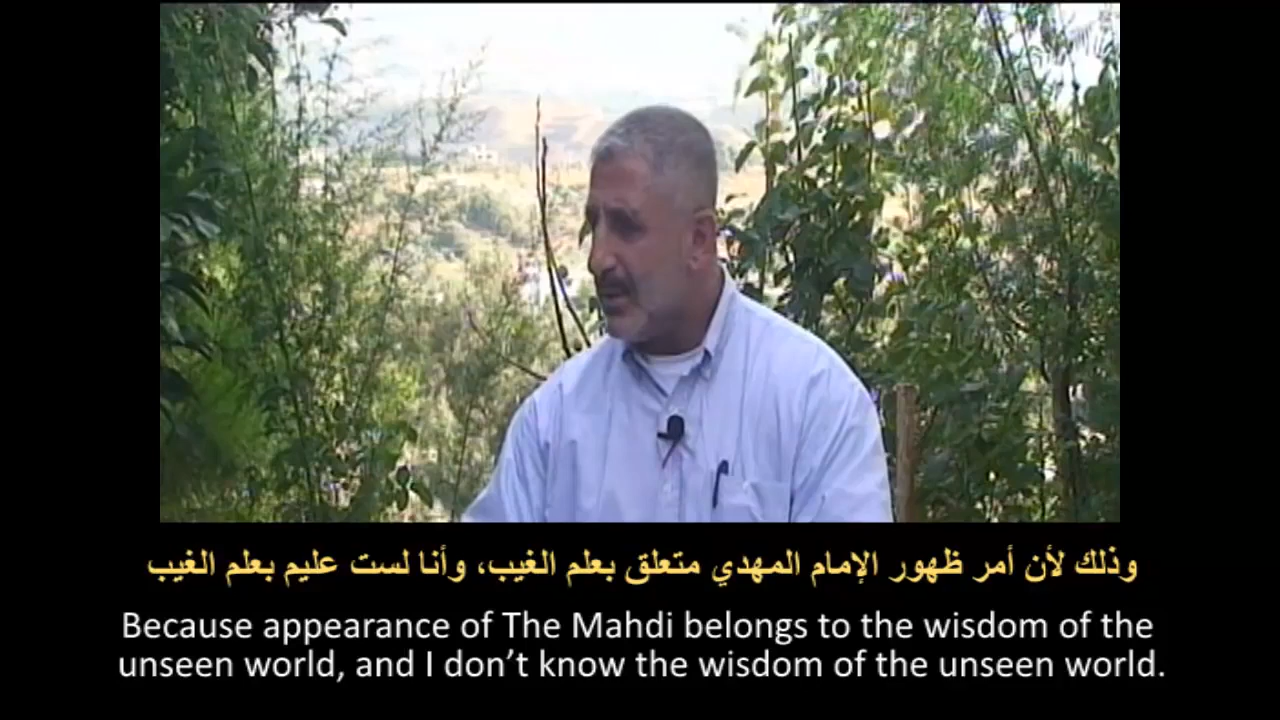 وذلك لأن أمر ظهور الإمام المهدي متعلق بعلم الغيب، وأنا لست عليم بعلم الغيب
Because appearance of The Mahdi belongs to the wisdom of the
unseen world, and I don’t know the wisdom of the unseen world.